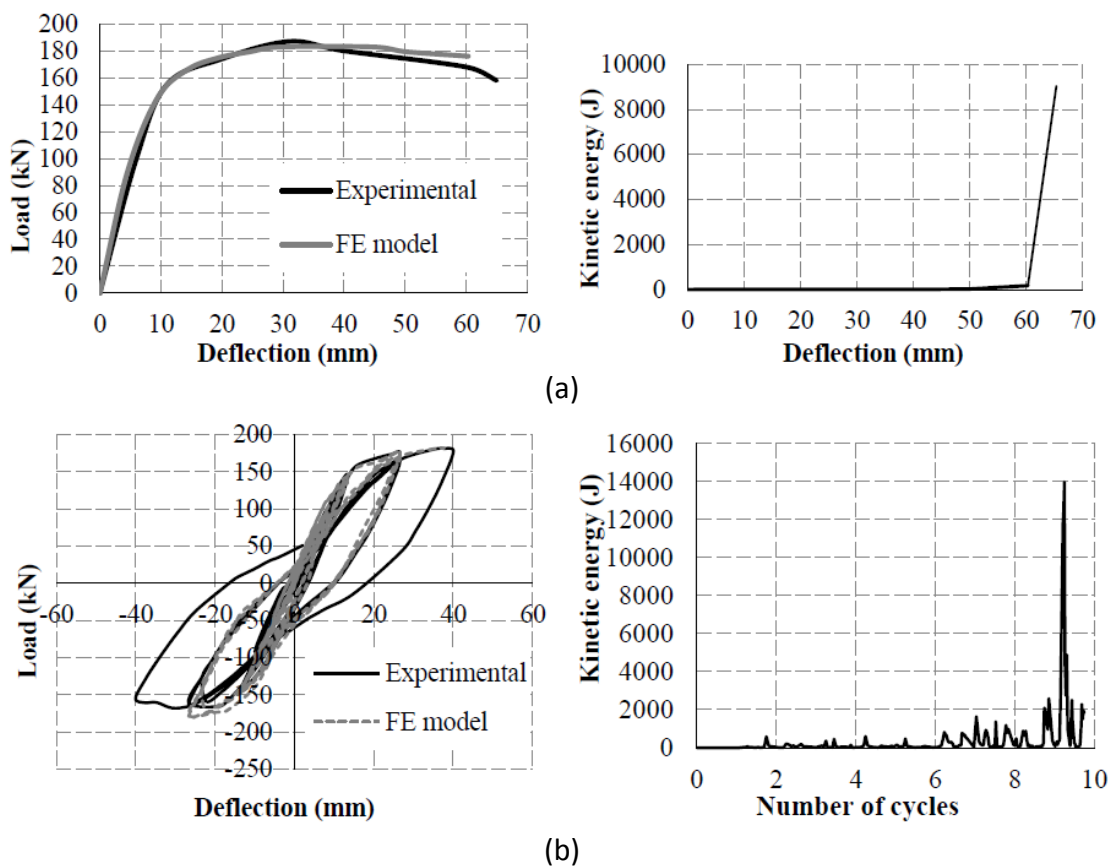 200
180
160
140
120
100
80
60
40
20
0
Load (kN)
0 10 20 30 40 50 60 70
Deflection (mm)
Experimental
FE model
10000
8000
6000
4000
2000
0
Kinetic energy (J)
0 10 20 30 40 50 60 70
Deflection (mm)
(a)
200
150
100
50
0
-50
-100
-150
-200
-250
Load (kN)
-60 -40 -20 0 20 40 60
Deflection (mm)
Experimental
FE model
16000
14000
12000
10000
8000
6000
4000
2000
0
Kinetic energy (J)
0 2 4 6 8 10
Number of cycles
(b)